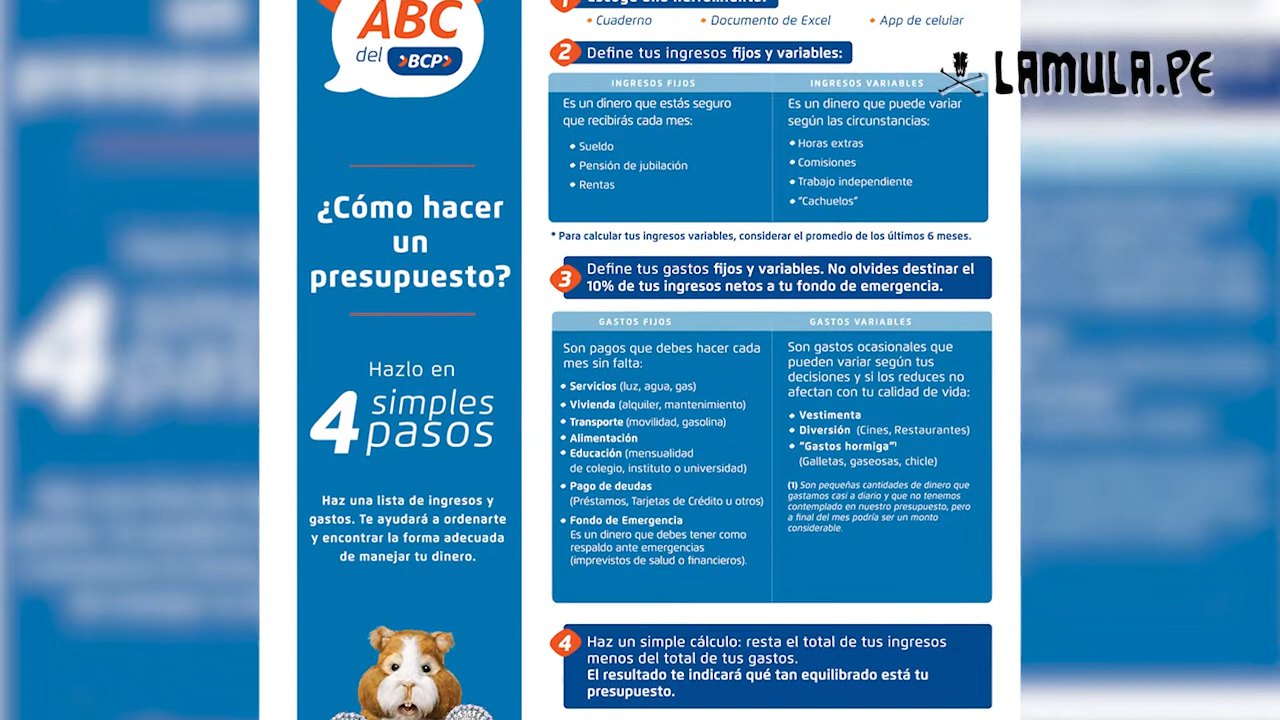 ABC
del BCP
¿Cómo hacer
un
presupuesto?
Hazlo en
4 simples
pasos
Haz una lista de ingresos y
gastos. Te ayudará a ordenarte
y encontrar la forma adecuada
de manejar tu dinero.
1
• Cuaderno • Documento de Excel • App de celular
2 Define tus ingresos fijos y variables:
LAMULA.PE
INGRESOS FIJOS
Es un dinero que estás seguro
que recibirás cada mes:
• Sueldo
• Pensión de jubilación
• Rentas
INGRESOS VARIABLES
Es un dinero que puede variar
según las circunstancias:
• Horas extras
• Comisiones
• Trabajo independiente
• “Cachuelos”
* Para calcular tus ingresos variables, considerar el promedio de los últimos 6 meses.
3 Define tus gastos fijos y variables. No olvides destinar el
10% de tus ingresos netos a tu fondo de emergencia.
GASTOS FIJOS
Son pagos que debes hacer cada
mes sin falta:
• Servicios (luz, agua, gas)
• Vivienda (alquiler, mantenimiento)
• Transporte (movilidad, gasolina)
• Alimentación
• Educación (mensualidad
de colegio, instituto o universidad)
• Pago de deudas
(Préstamos, Tarjetas de Crédito u otros)
• Fondo de Emergencia
Es un dinero que debes tener como
respaldo ante emergencias
(imprevistos de salud o financieros).
GASTOS VARIABLES
Son gastos ocasionales que
pueden variar según tus
decisiones y si los reduces no
afectan con tu calidad de vida:
• Vestimenta
• Diversión (Cines, Restaurantes)
• “Gastos hormiga”¹
(Galletas, gaseosas, chicle)
(1) Son pequeñas cantidades de dinero que
gastamos casi a diario y que no tenemos
contemplado en nuestro presupuesto, pero
a final del mes podría ser un monto
considerable.
4 Haz un simple cálculo: resta el total de tus ingresos
menos del total de tus gastos.
El resultado te indicará qué tan equilibrado está tu
presupuesto.